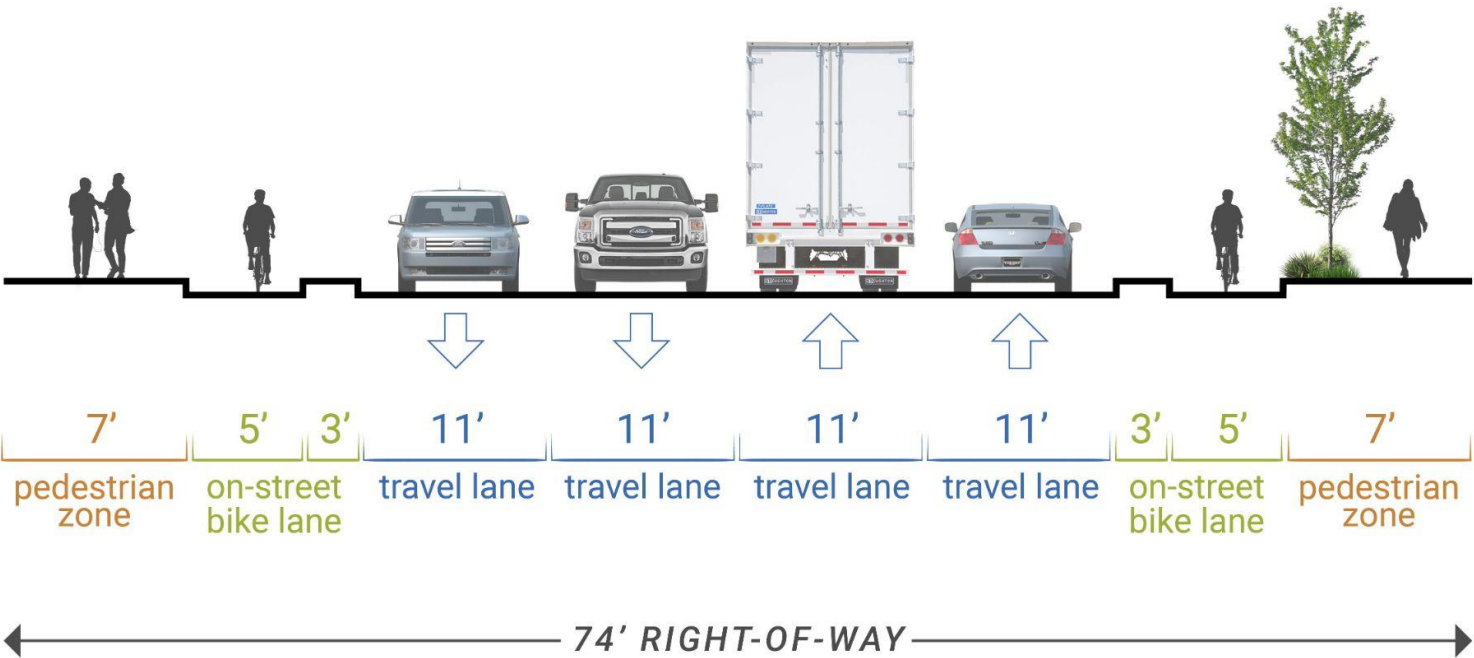 7’ 5’ 3’ 11’ 11’ 11’ 11’ 3’ 5’ 7’
pedestrian zone
on-street bike lane
travel lane
travel lane
travel lane
travel lane
on-street bike lane
pedestrian zone
74’ RIGHT-OF-WAY